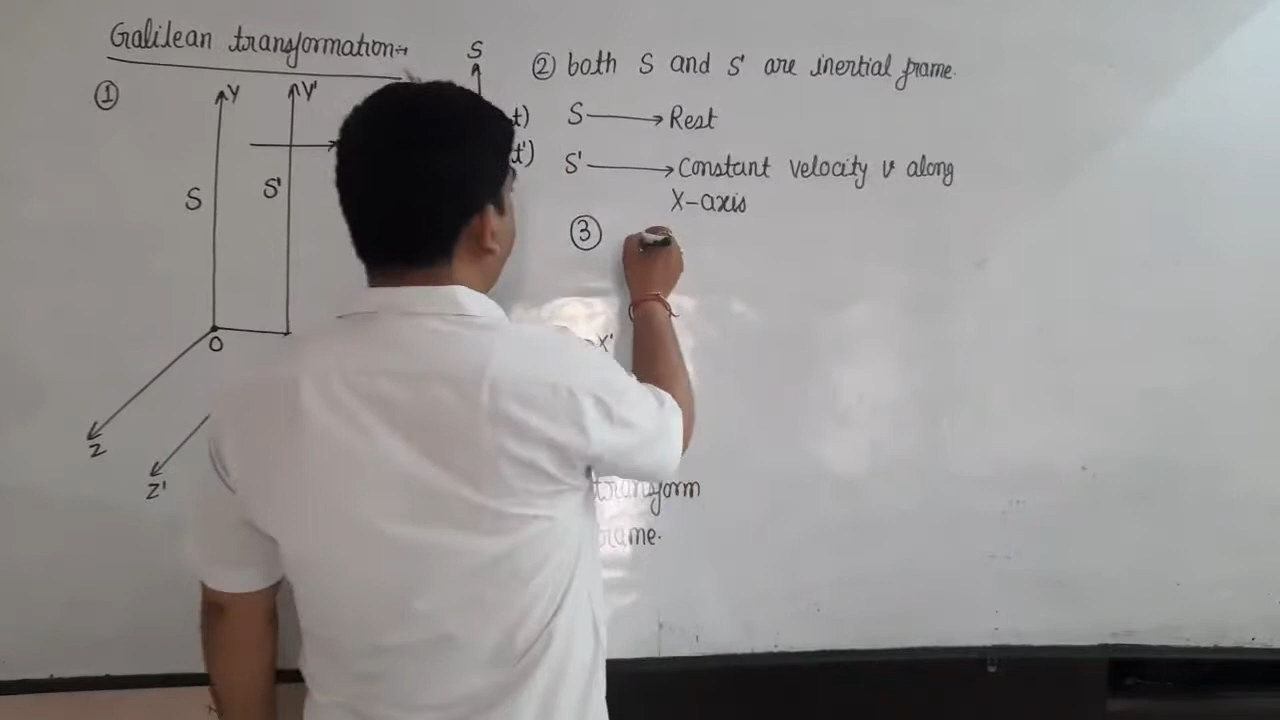 Galilean transformation→
S
① Y Y'
t)
S S'
t')
O
X'
Z
Z'
transform
frame.
② both S and S' are inertial frame.
S → Rest
S' → Constant velocity v along
X-axis
③